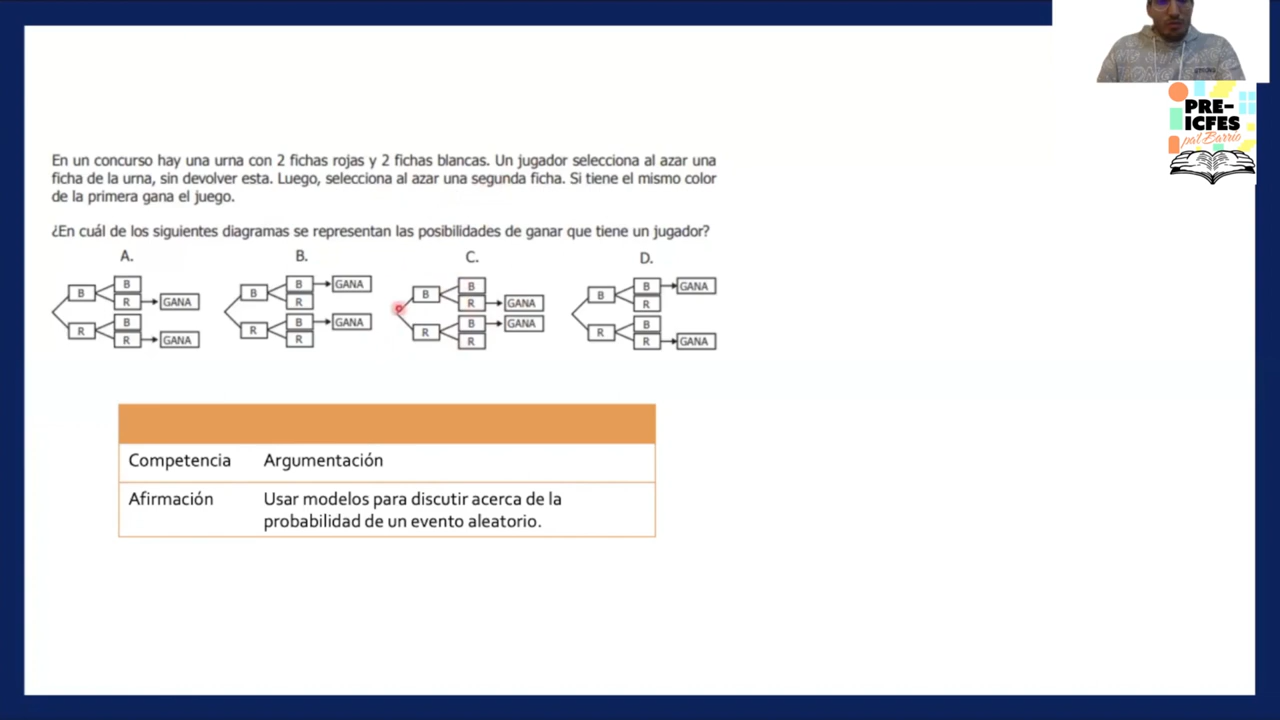 PRE-
ICFES
pa'l Barrio
En un concurso hay una urna con 2 fichas rojas y 2 fichas blancas. Un jugador selecciona al azar una
ficha de la urna, sin devolver esta. Luego, selecciona al azar una segunda ficha. Si tiene el mismo color
de la primera gana el juego.
¿En cuál de los siguientes diagramas se representan las posibilidades de ganar que tiene un jugador?
A.
B
B
R
GANA
R
B
R
GANA
B.
B
B
GANA
R
R
B
GANA
R
C.
B
B
R
GANA
R
B
GANA
R
D.
B
B
GANA
R
R
B
R
GANA
Competencia Argumentación
Afirmación Usar modelos para discutir acerca de la
probabilidad de un evento aleatorio.